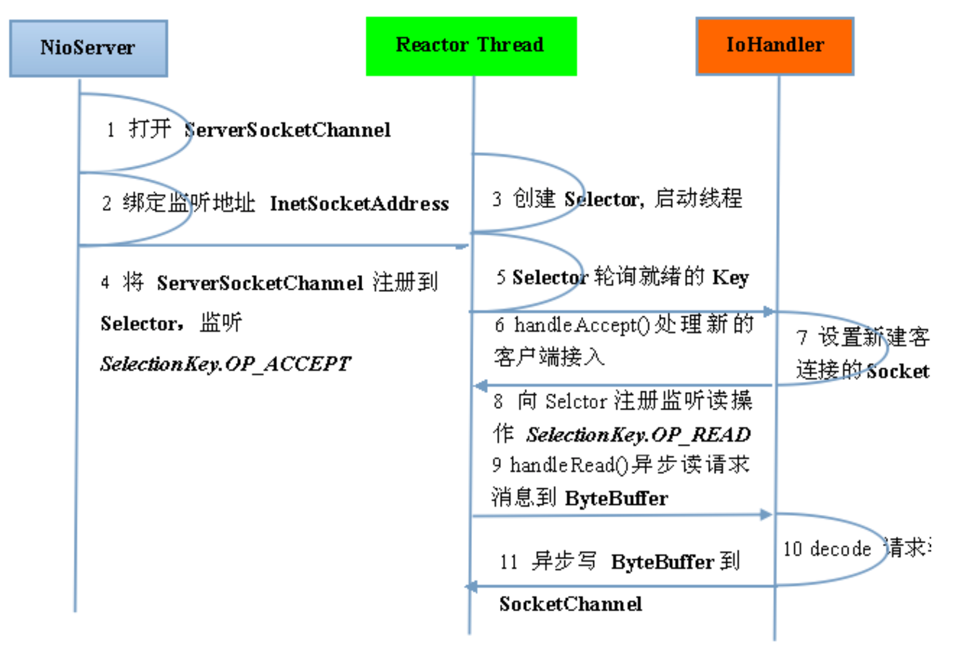 NioServer
Reactor Thread
IoHandler
1 打开 ServerSocketChannel
2 绑定监听地址 InetSocketAddress
3 创建 Selector, 启动线程
4 将 ServerSocketChannel 注册到
Selector，监听
SelectionKey.OP_ACCEPT
5 Selector 轮询就绪的 Key
6 handleAccept()处理新的
客户端接入
7 设置新建客
连接的 Socket
8 向 Selctor 注册监听读操
作 SelectionKey.OP_READ
9 handleRead()异步读请求
消息到 ByteBuffer
10 decode 请求
11 异步写 ByteBuffer 到
SocketChannel